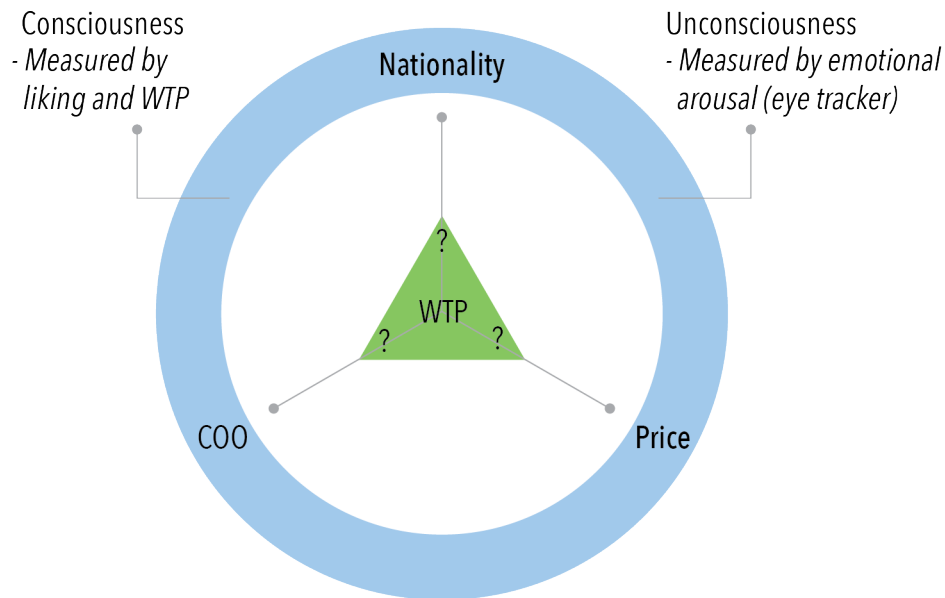 Consciousness
- Measured by
liking and WTP
Unconsciousness
- Measured by emotional
arousal (eye tracker)
Nationality
?
WTP
?
?
COO
Price